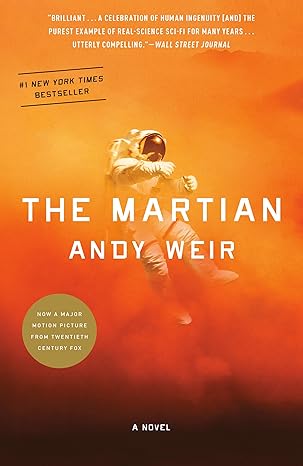 "BRILLIANT . . . A CELEBRATION OF HUMAN INGENUITY [AND] THE
PUREST EXAMPLE OF REAL-SCIENCE SCI-FI FOR MANY YEARS . . .
UTTERLY COMPELLING."—WALL STREET JOURNAL
#1 NEW YORK TIMES
BESTSELLER
THE MARTIAN
ANDY WEIR
NOW A MAJOR
MOTION PICTURE
FROM TWENTIETH
CENTURY FOX
A NOVEL